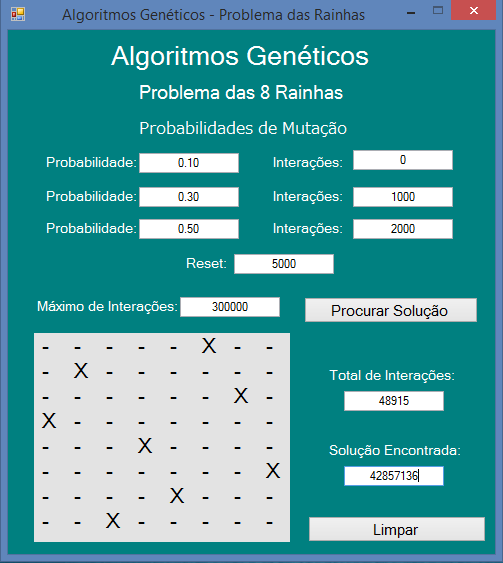 Algoritmos Genéticos - Problema das Rainhas
Algoritmos Genéticos
Problema das 8 Rainhas
Probabilidades de Mutação
Probabilidade: 0.10 Interações: 0
Probabilidade: 0.30 Interações: 1000
Probabilidade: 0.50 Interações: 2000
Reset: 5000
Máximo de Interações: 300000 Procurar Solução
- - - - - X - -
- X - - - - - -
- - - - - - X -
X - - - - - - -
- - - X - - - -
- - - - - - - X
- - - - X - - -
- - X - - - - -
Total de Interações:
48915
Solução Encontrada:
42857136
Limpar